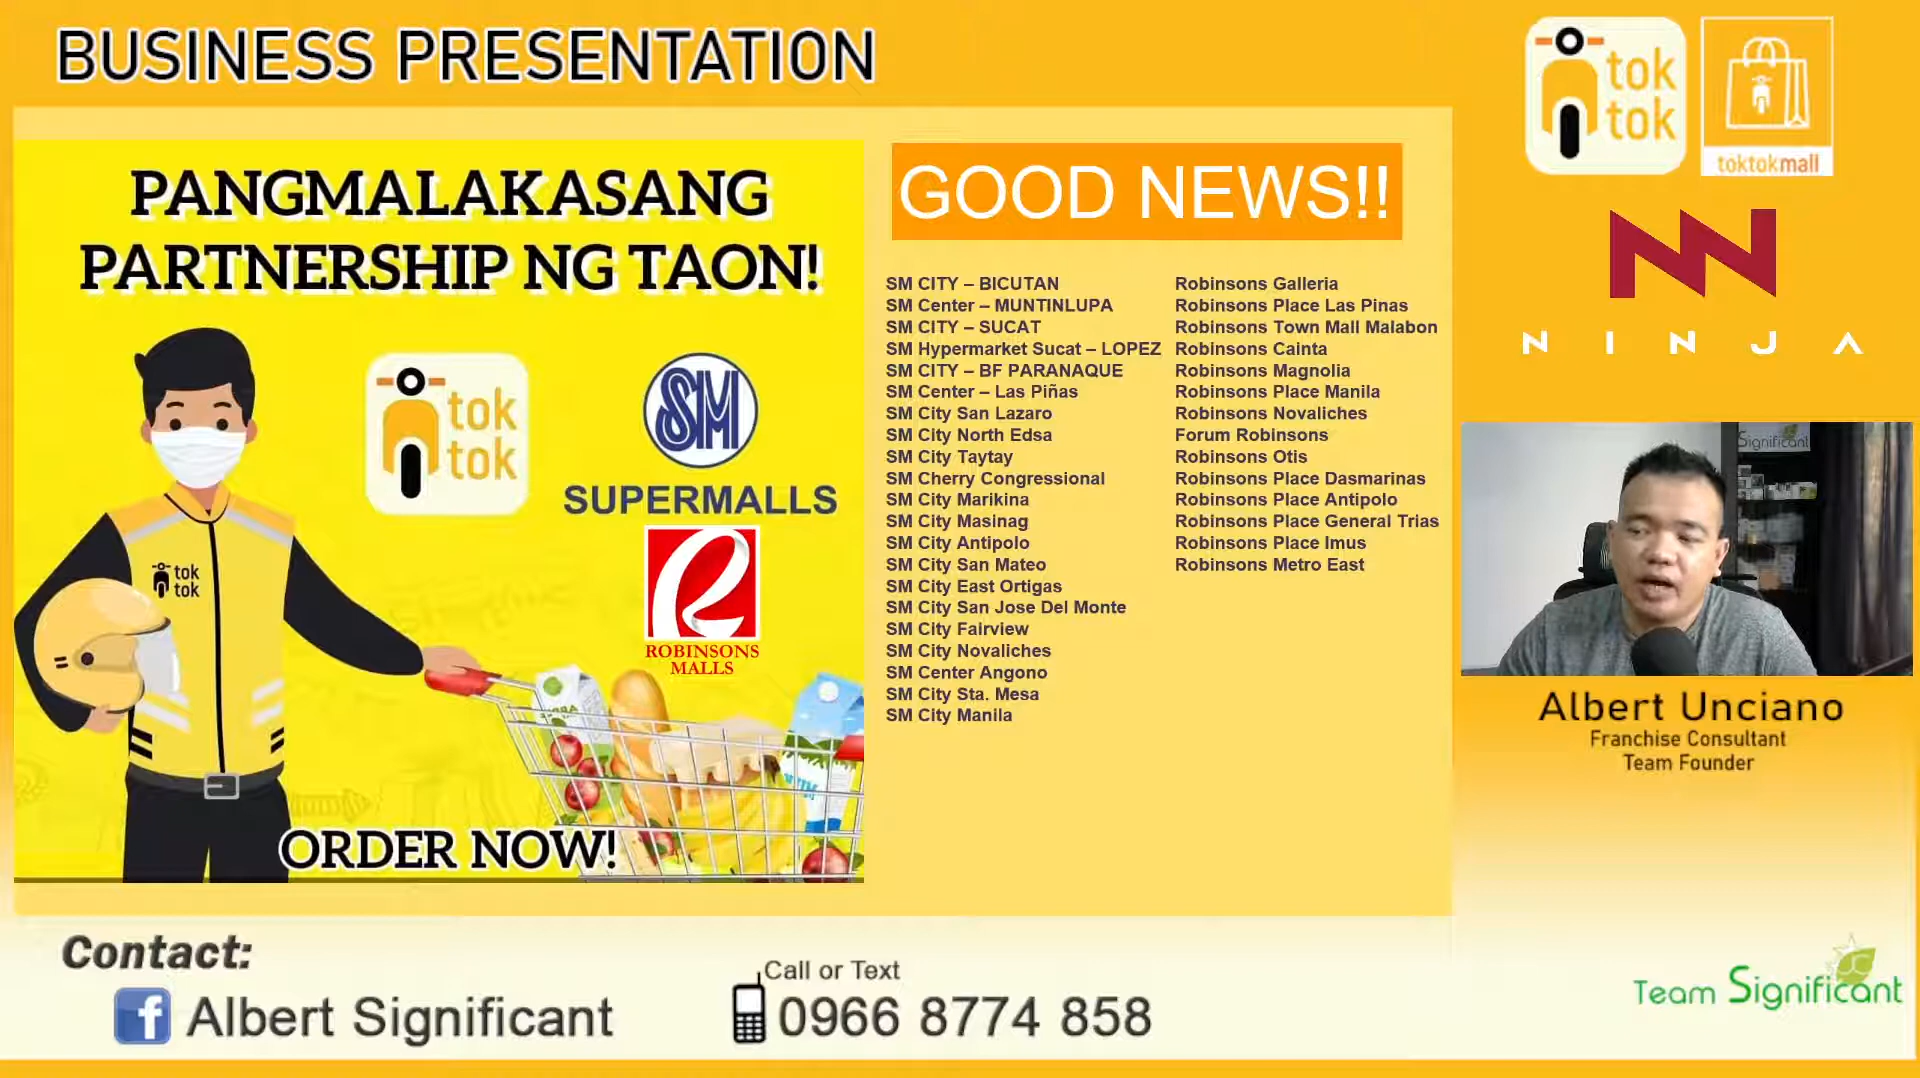 BUSINESS PRESENTATION
PANGMALAKASANG
PARTNERSHIP NG TAON!
tok
tok
SM
SUPERMALLS
ROBINSONS
MALLS
tok
tok
ORDER NOW!
GOOD NEWS!!
SM CITY – BICUTAN
SM Center – MUNTINLUPA
SM CITY – SUCAT
SM Hypermarket Sucat – LOPEZ
SM CITY – BF PARANAQUE
SM Center – Las Piñas
SM City San Lazaro
SM City North Edsa
SM City Taytay
SM Cherry Congressional
SM City Marikina
SM City Masinag
SM City Antipolo
SM City San Mateo
SM City East Ortigas
SM City San Jose Del Monte
SM City Fairview
SM City Novaliches
SM Center Angono
SM City Sta. Mesa
SM City Manila
Robinsons Galleria
Robinsons Place Las Pinas
Robinsons Town Mall Malabon
Robinsons Cainta
Robinsons Magnolia
Robinsons Place Manila
Robinsons Novaliches
Forum Robinsons
Robinsons Otis
Robinsons Place Dasmarinas
Robinsons Place Antipolo
Robinsons Place General Trias
Robinsons Place Imus
Robinsons Metro East
tok
tok
toktokmall
NINJA
Significant
Albert Unciano
Franchise Consultant
Team Founder
Contact:
Albert Significant
Call or Text
0966 8774 858
Team Significant